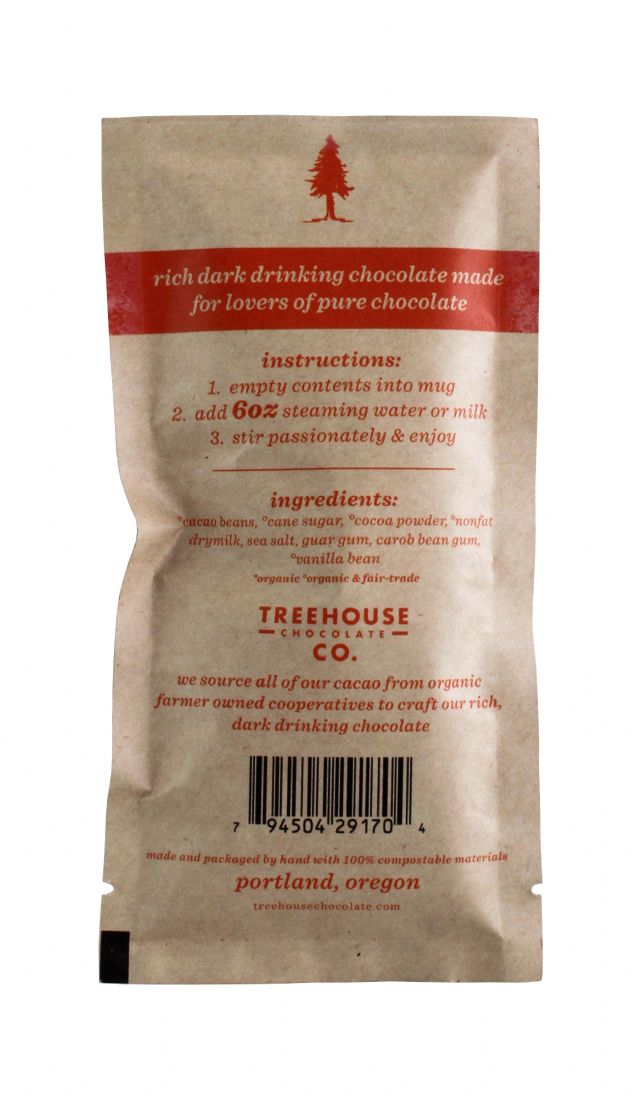 rich dark drinking chocolate made
for lovers of pure chocolate
instructions:
1. empty contents into mug
2. add 6oz steaming water or milk
3. stir passionately & enjoy
ingredients:
°cacao beans, °cane sugar, °cocoa powder, *nonfat
drymilk, sea salt, guar gum, carob bean gum,
°vanilla bean
*organic °organic & fair-trade
TREEHOUSE
CHOCOLATE
CO.
we source all of our cacao from organic
farmer owned cooperatives to craft our rich,
dark drinking chocolate
7 94504 29170 4
made and packaged by hand with 100% compostable materials
portland, oregon
treehousechocolate.com